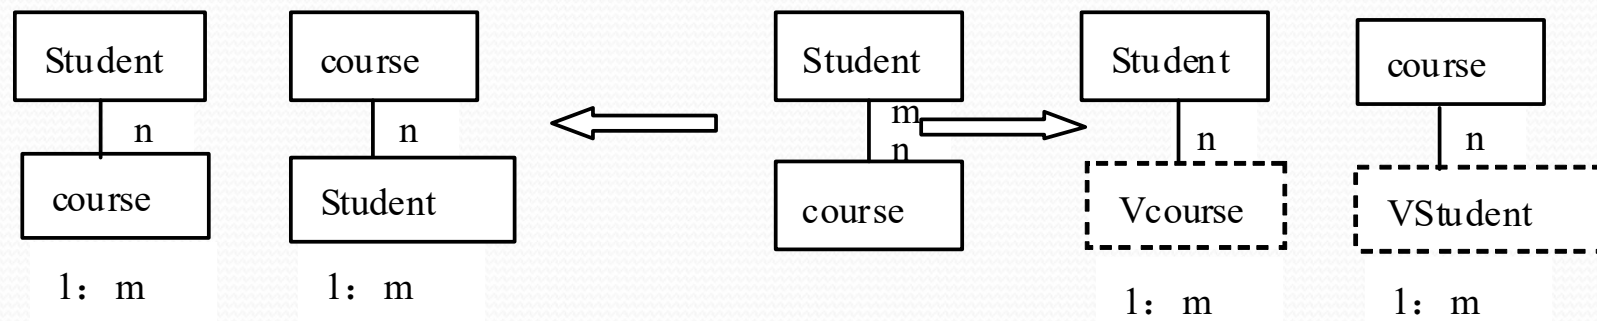 Student
n
course
1： m
course
n
Student
1： m
Student
m
n
course
Student
n
Vcourse
1： m
course
n
VStudent
1： m